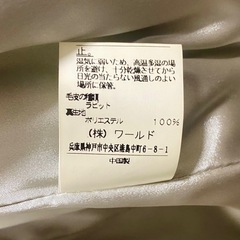 止。
湿気に弱いため、高温多湿の場
所を避け、十分乾燥させてから
日光の当たらない風通しのよい
場所に保管。
毛皮の種類
ラビット
裏生地
ポリエステル 100%
(株) ワールド
兵庫県神戸市中央区港島中町6-8-1
中国製